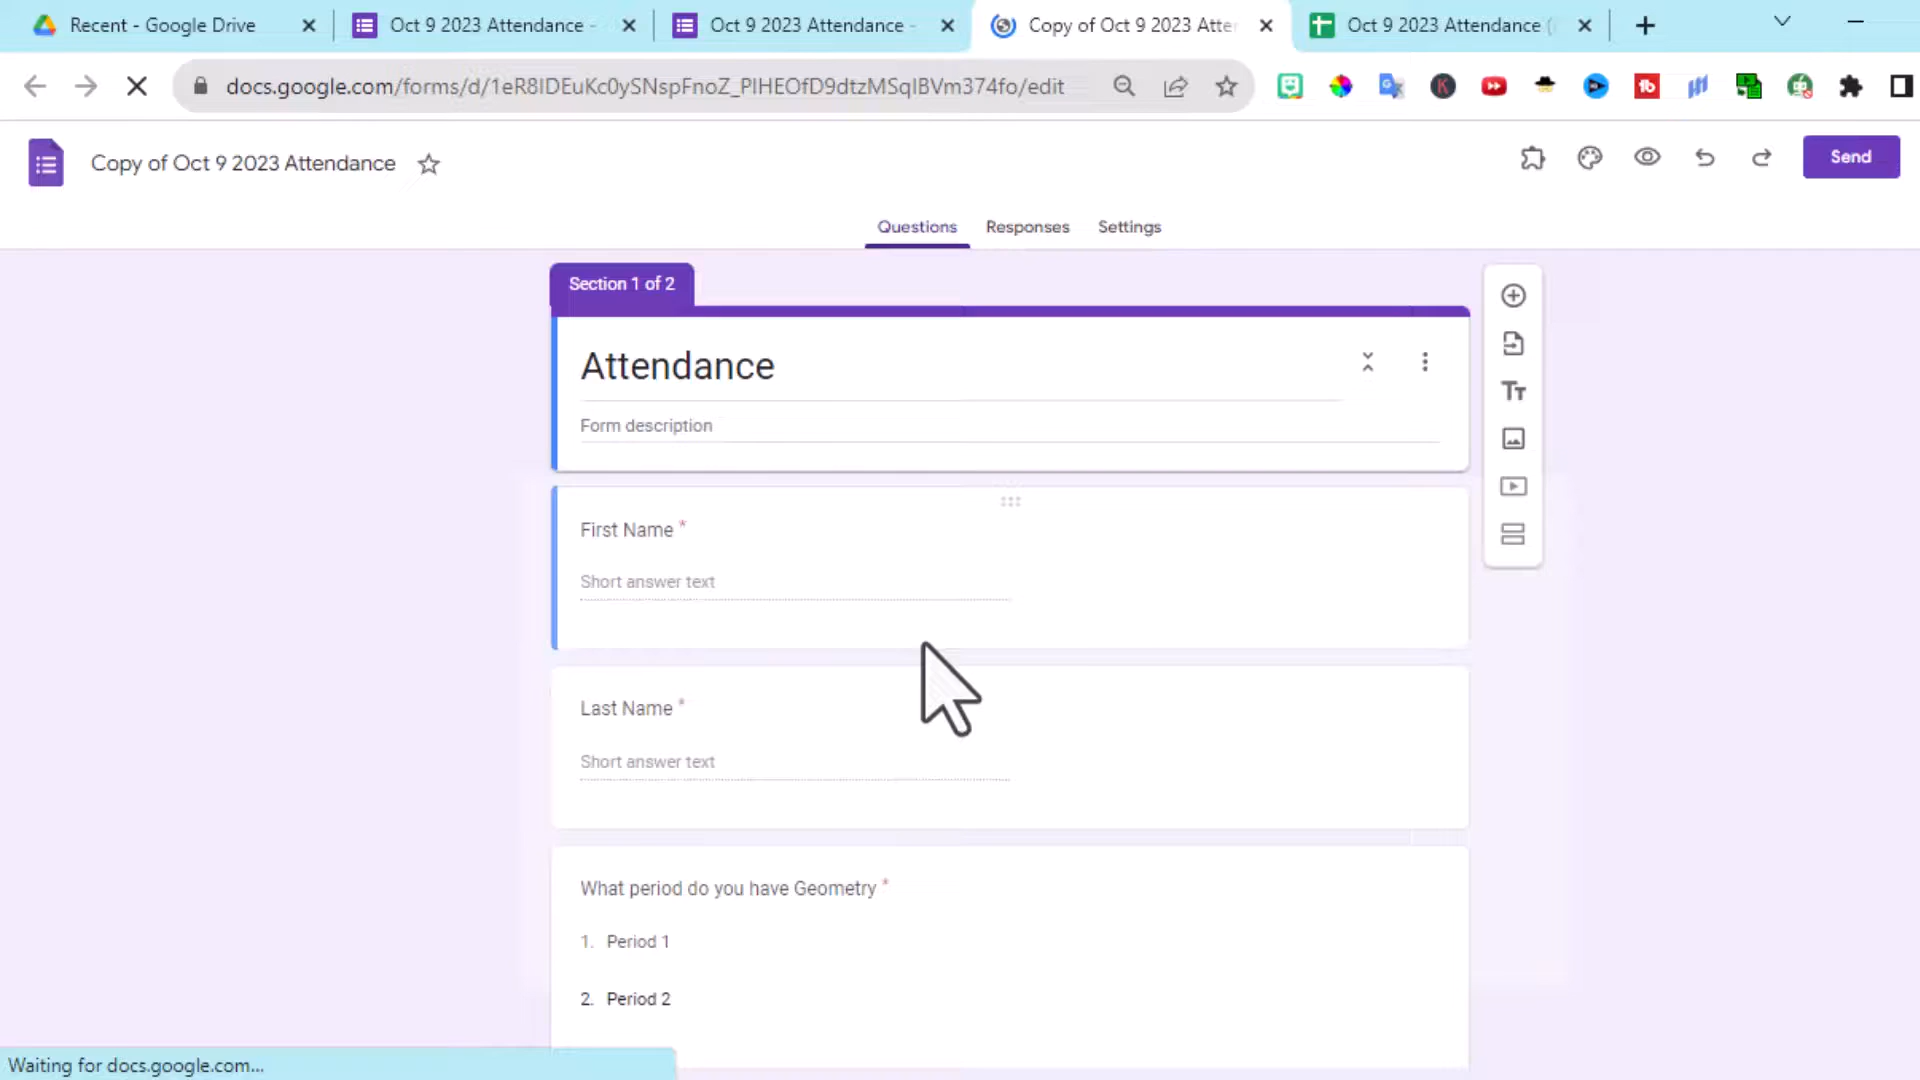 Recent - Google Drive
Oct 9 2023 Attendance -
Oct 9 2023 Attendance -
Copy of Oct 9 2023 Atte
Oct 9 2023 Attendance (
docs.google.com/forms/d/1eR8IDEuKc0ySNspFnoZ_PIHEOfD9dtzMSqIBVm374fo/edit
Copy of Oct 9 2023 Attendance
Send
Questions
Responses
Settings
Section 1 of 2
Attendance
Form description
First Name *
Short answer text
Last Name *
Short answer text
What period do you have Geometry *
1. Period 1
2. Period 2
Waiting for docs.google.com...